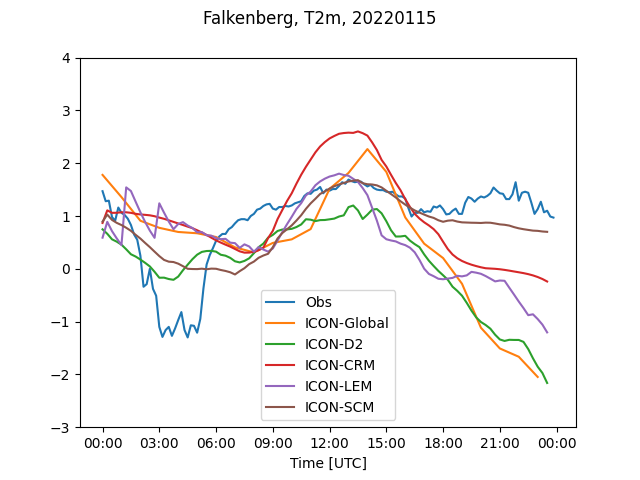 Falkenberg, T2m, 20220115
4
3
2
1
0
−1
−2
−3
Obs
ICON-Global
ICON-D2
ICON-CRM
ICON-LEM
ICON-SCM
00:00 03:00 06:00 09:00 12:00 15:00 18:00 21:00 00:00
Time [UTC]